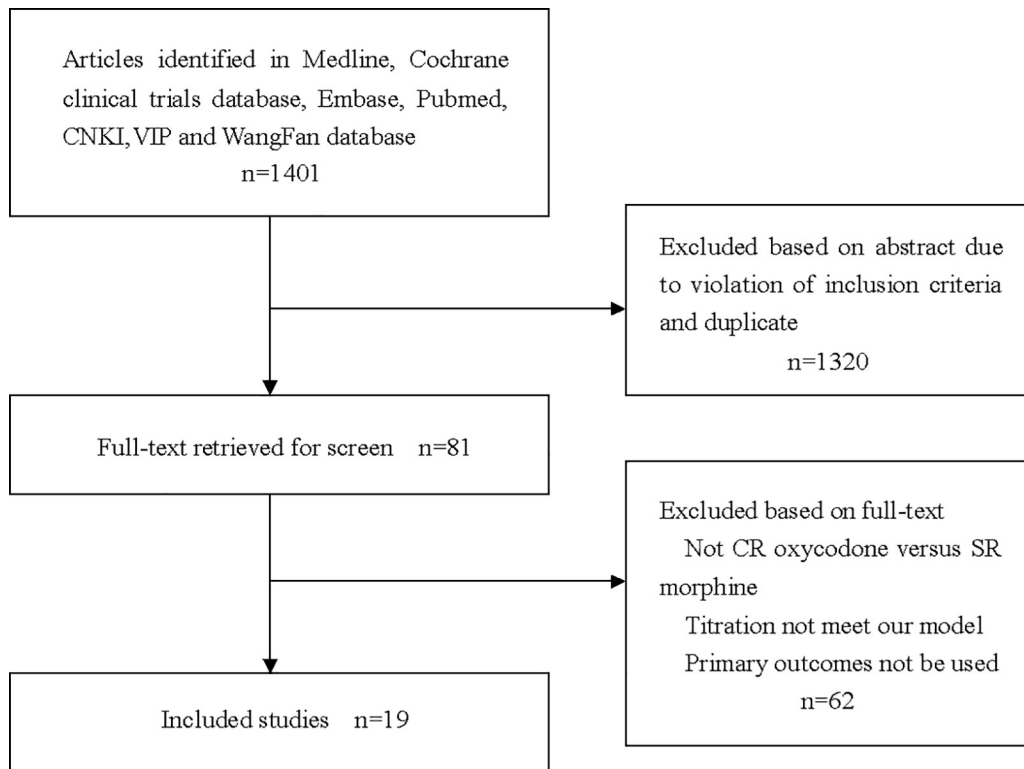 Articles identified in Medline, Cochrane
clinical trials database, Embase, Pubmed,
CNKI,VIP and WangFan database
n=1401
Excluded based on abstract due
to violation of inclusion criteria
and duplicate
n=1320
Full-text retrieved for screen n=81
Excluded based on full-text
Not CR oxycodone versus SR
morphine
Titration not meet our model
Primary outcomes not be used
n=62
Included studies n=19